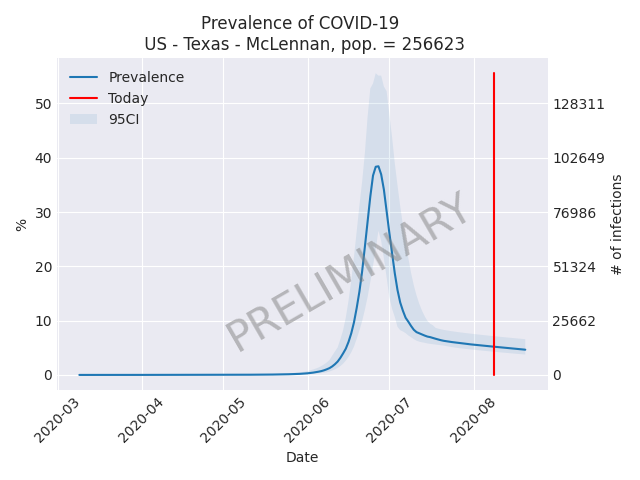 Prevalence of COVID-19
US - Texas - McLennan, pop. = 256623
Prevalence
Today
95CI
50
40
30
20
10
0
%
128311
102649
76986
51324
25662
0
# of infections
PRELIMINARY
2020-03
2020-04
2020-05
2020-06
2020-07
2020-08
Date